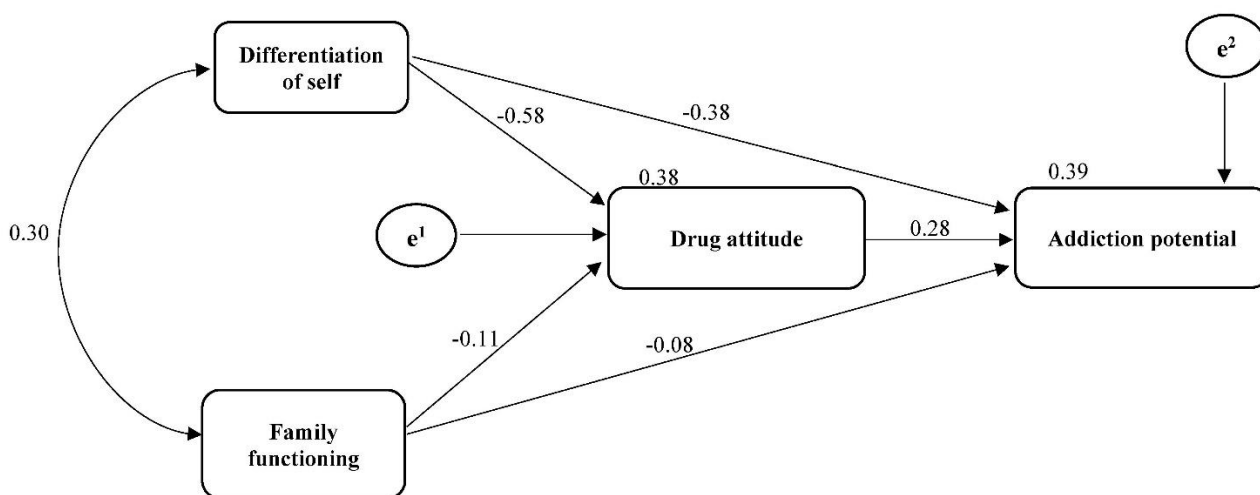 Differentiation
of self
e²
-0.58
-0.38
0.38
0.39
0.30
e¹
Drug attitude
0.28
Addiction potential
-0.11
-0.08
Family
functioning